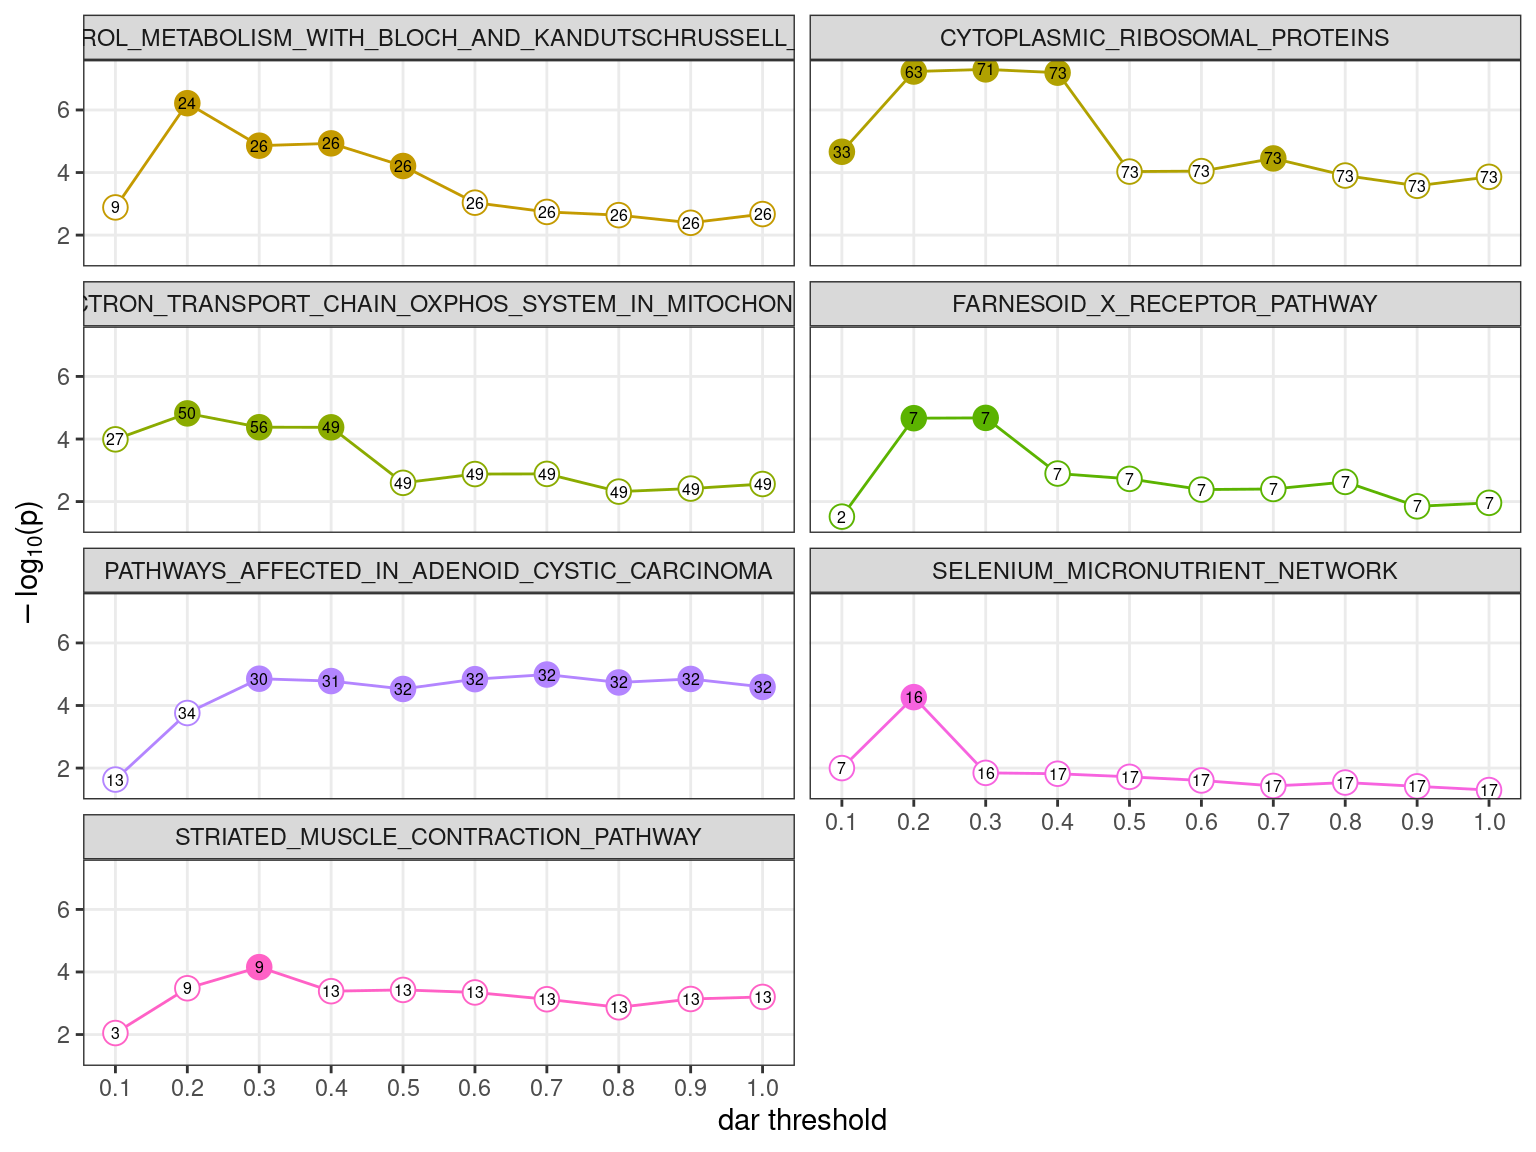 ROL_METABOLISM_WITH_BLOCH_AND_KANDUTSCHRUSSELL_
6
4
2
9 24 26 26 26 26 26 26 26 26
CYTOPLASMIC_RIBOSOMAL_PROTEINS
33 63 71 73 73 73 73 73 73 73
CTRON_TRANSPORT_CHAIN_OXPHOS_SYSTEM_IN_MITOCHON
6
4
2
27 50 56 49 49 49 49 49 49 49
FARNESOID_X_RECEPTOR_PATHWAY
2 7 7 7 7 7 7 7 7 7
PATHWAYS_AFFECTED_IN_ADENOID_CYSTIC_CARCINOMA
6
4
2
13 34 30 31 32 32 32 32 32 32
SELENIUM_MICRONUTRIENT_NETWORK
7 16 16 17 17 17 17 17 17 17
0.1 0.2 0.3 0.4 0.5 0.6 0.7 0.8 0.9 1.0
STRIATED_MUSCLE_CONTRACTION_PATHWAY
6
4
2
3 9 9 13 13 13 13 13 13 13
0.1 0.2 0.3 0.4 0.5 0.6 0.7 0.8 0.9 1.0
dar threshold
−log10(p)